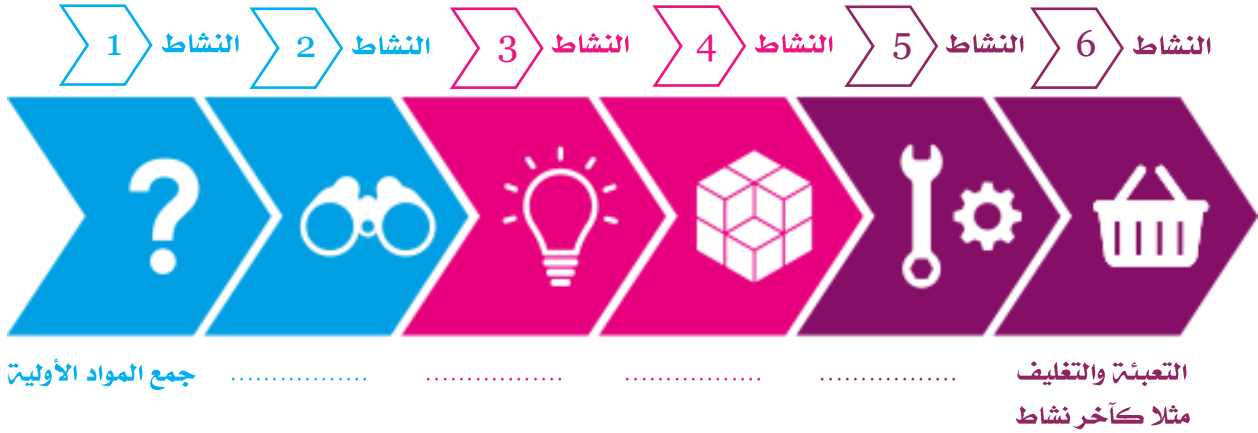 النشاط 1
النشاط 2
النشاط 3
النشاط 4
النشاط 5
النشاط 6
جمع المواد الأولية
.................
.................
.................
.................
التعبئة والتغليف
مثلا كآخر نشاط